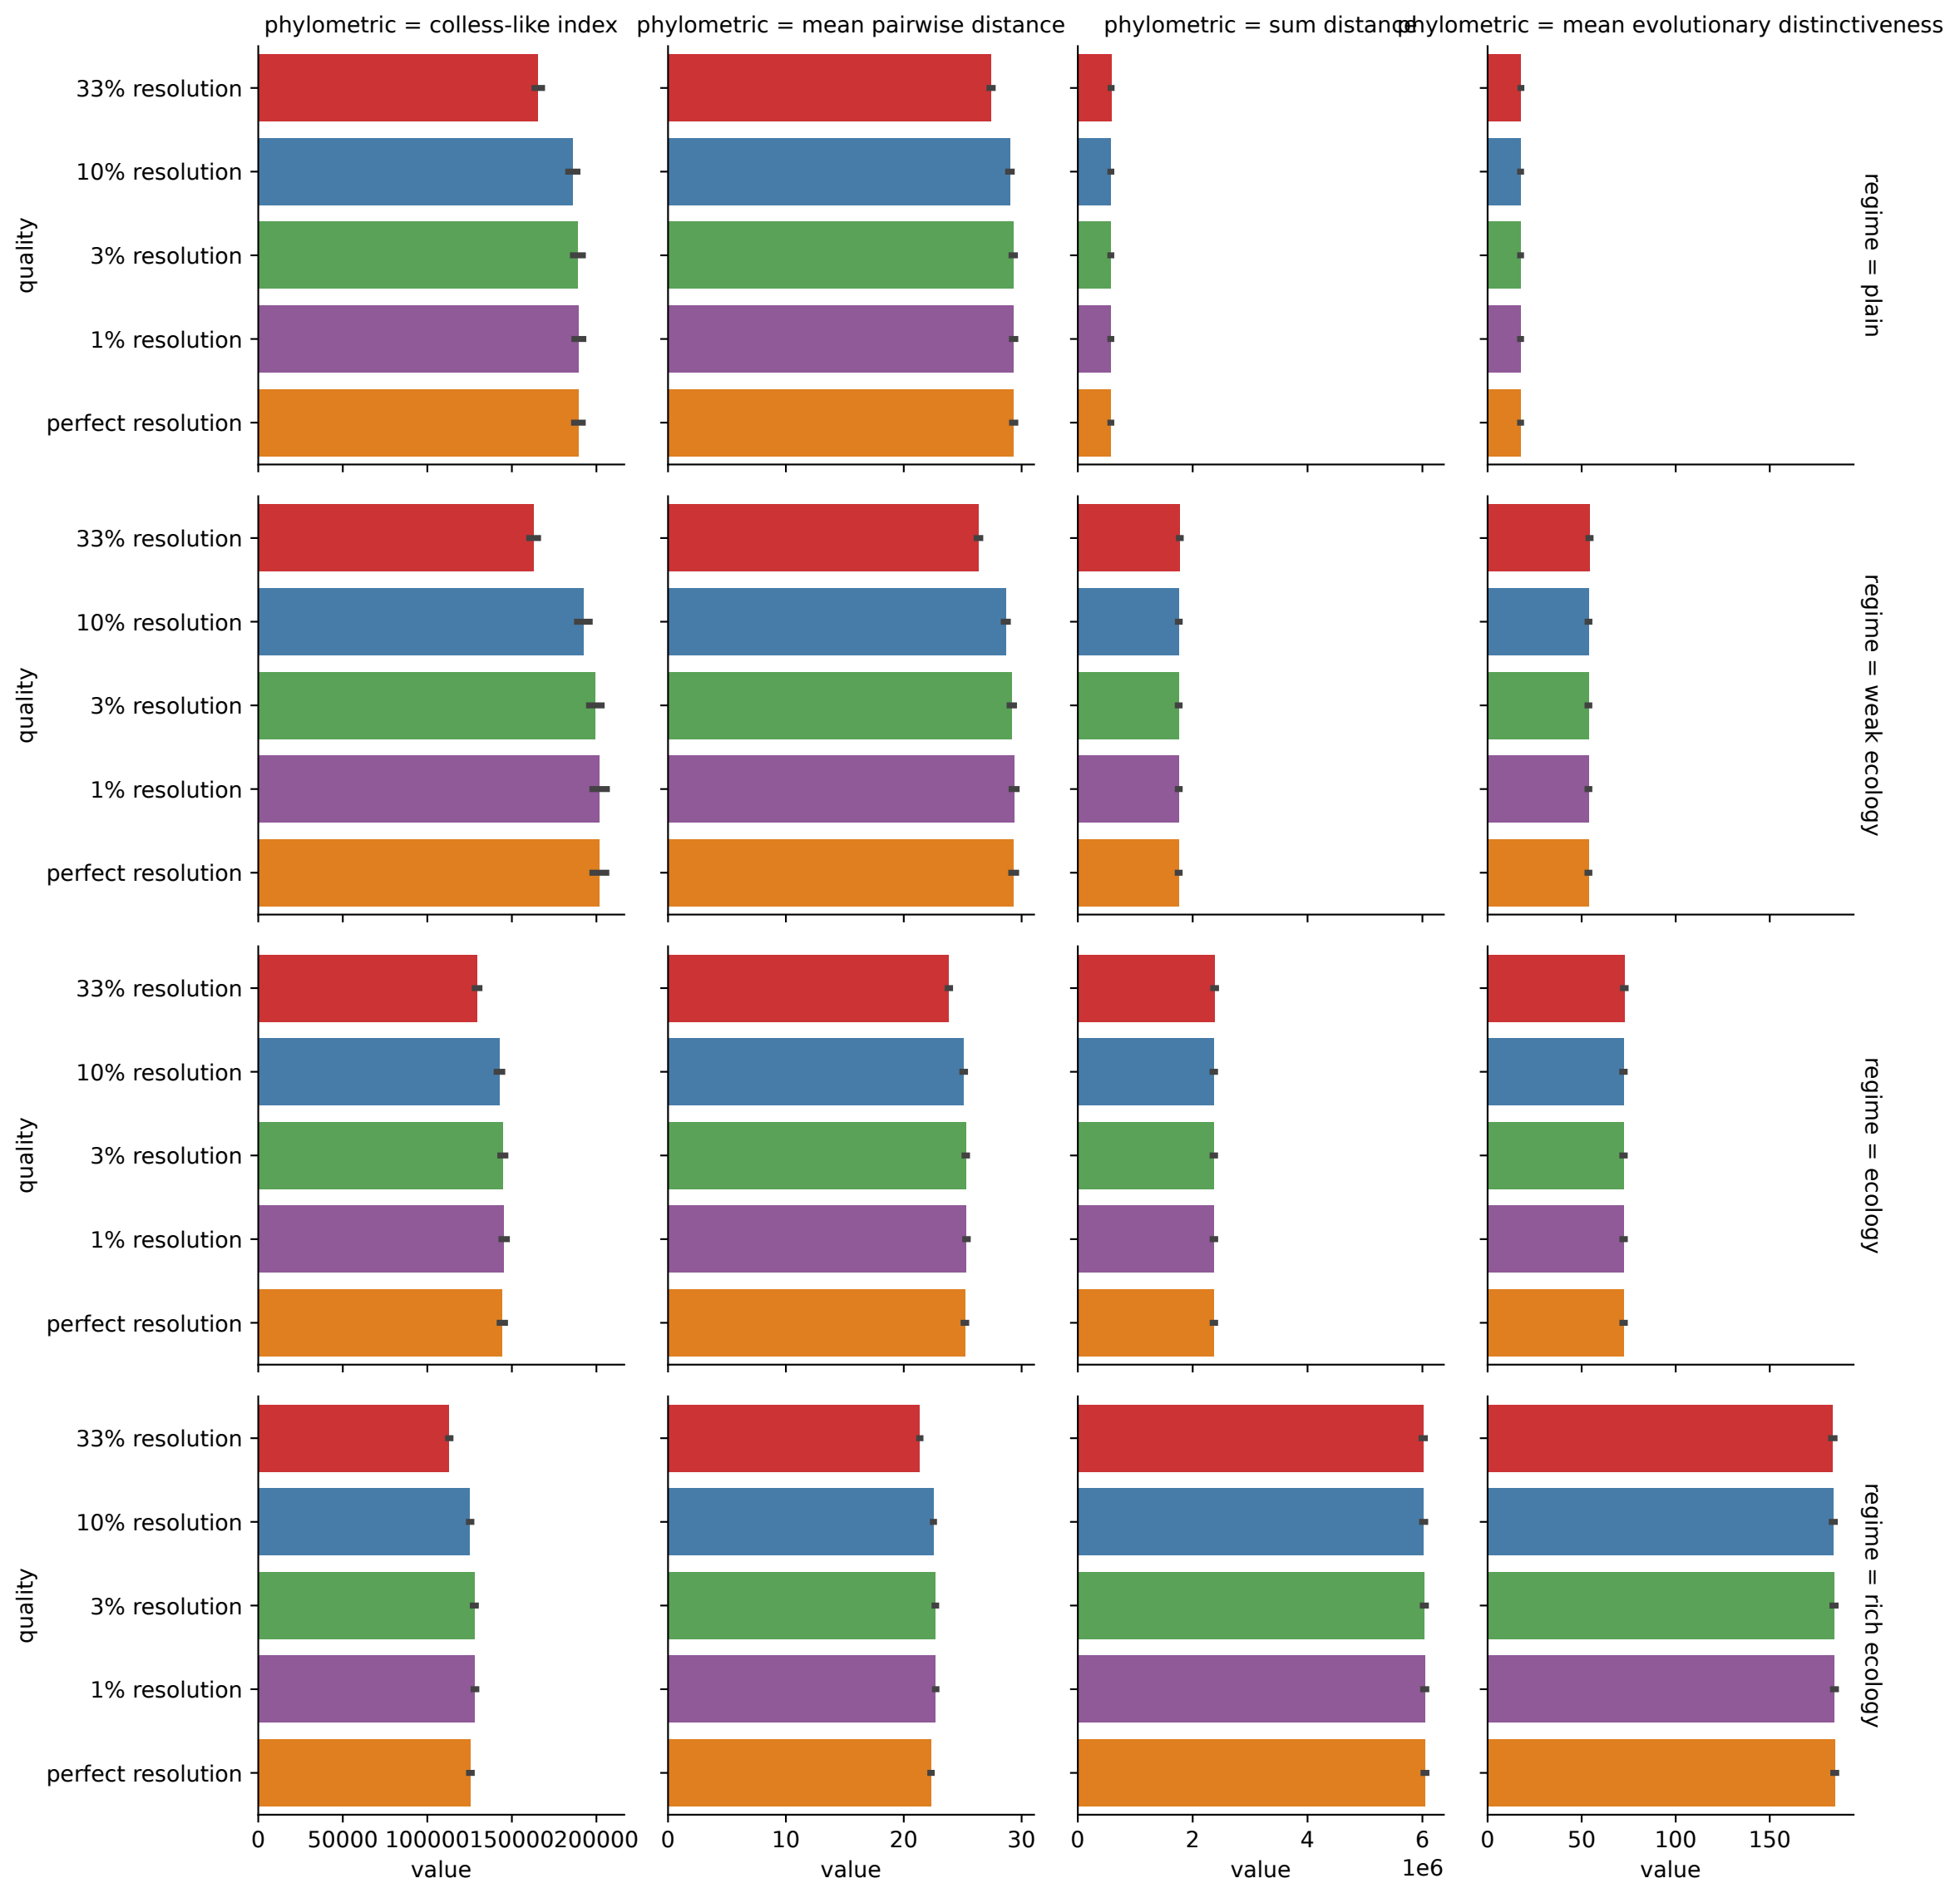 phylometric = colless-like index
phylometric = mean pairwise distance
phylometric = sum distance
phylometric = mean evolutionary distinctiveness
quality
33% resolution
10% resolution
3% resolution
1% resolution
perfect resolution
regime = plain
quality
33% resolution
10% resolution
3% resolution
1% resolution
perfect resolution
regime = weak ecology
quality
33% resolution
10% resolution
3% resolution
1% resolution
perfect resolution
regime = ecology
quality
33% resolution
10% resolution
3% resolution
1% resolution
perfect resolution
regime = rich ecology
0 50000 100000 150000 200000
value
0 10 20 30
value
0 2 4 6
1e6
value
0 50 100 150
value